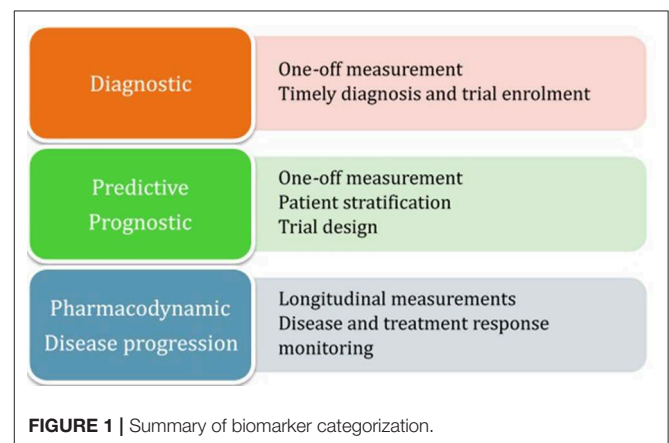 Diagnostic
One-off measurement
Timely diagnosis and trial enrolment
Predictive
Prognostic
One-off measurement
Patient stratification
Trial design
Pharmacodynamic
Disease progression
Longitudinal measurements
Disease and treatment response
monitoring
FIGURE 1 | Summary of biomarker categorization.